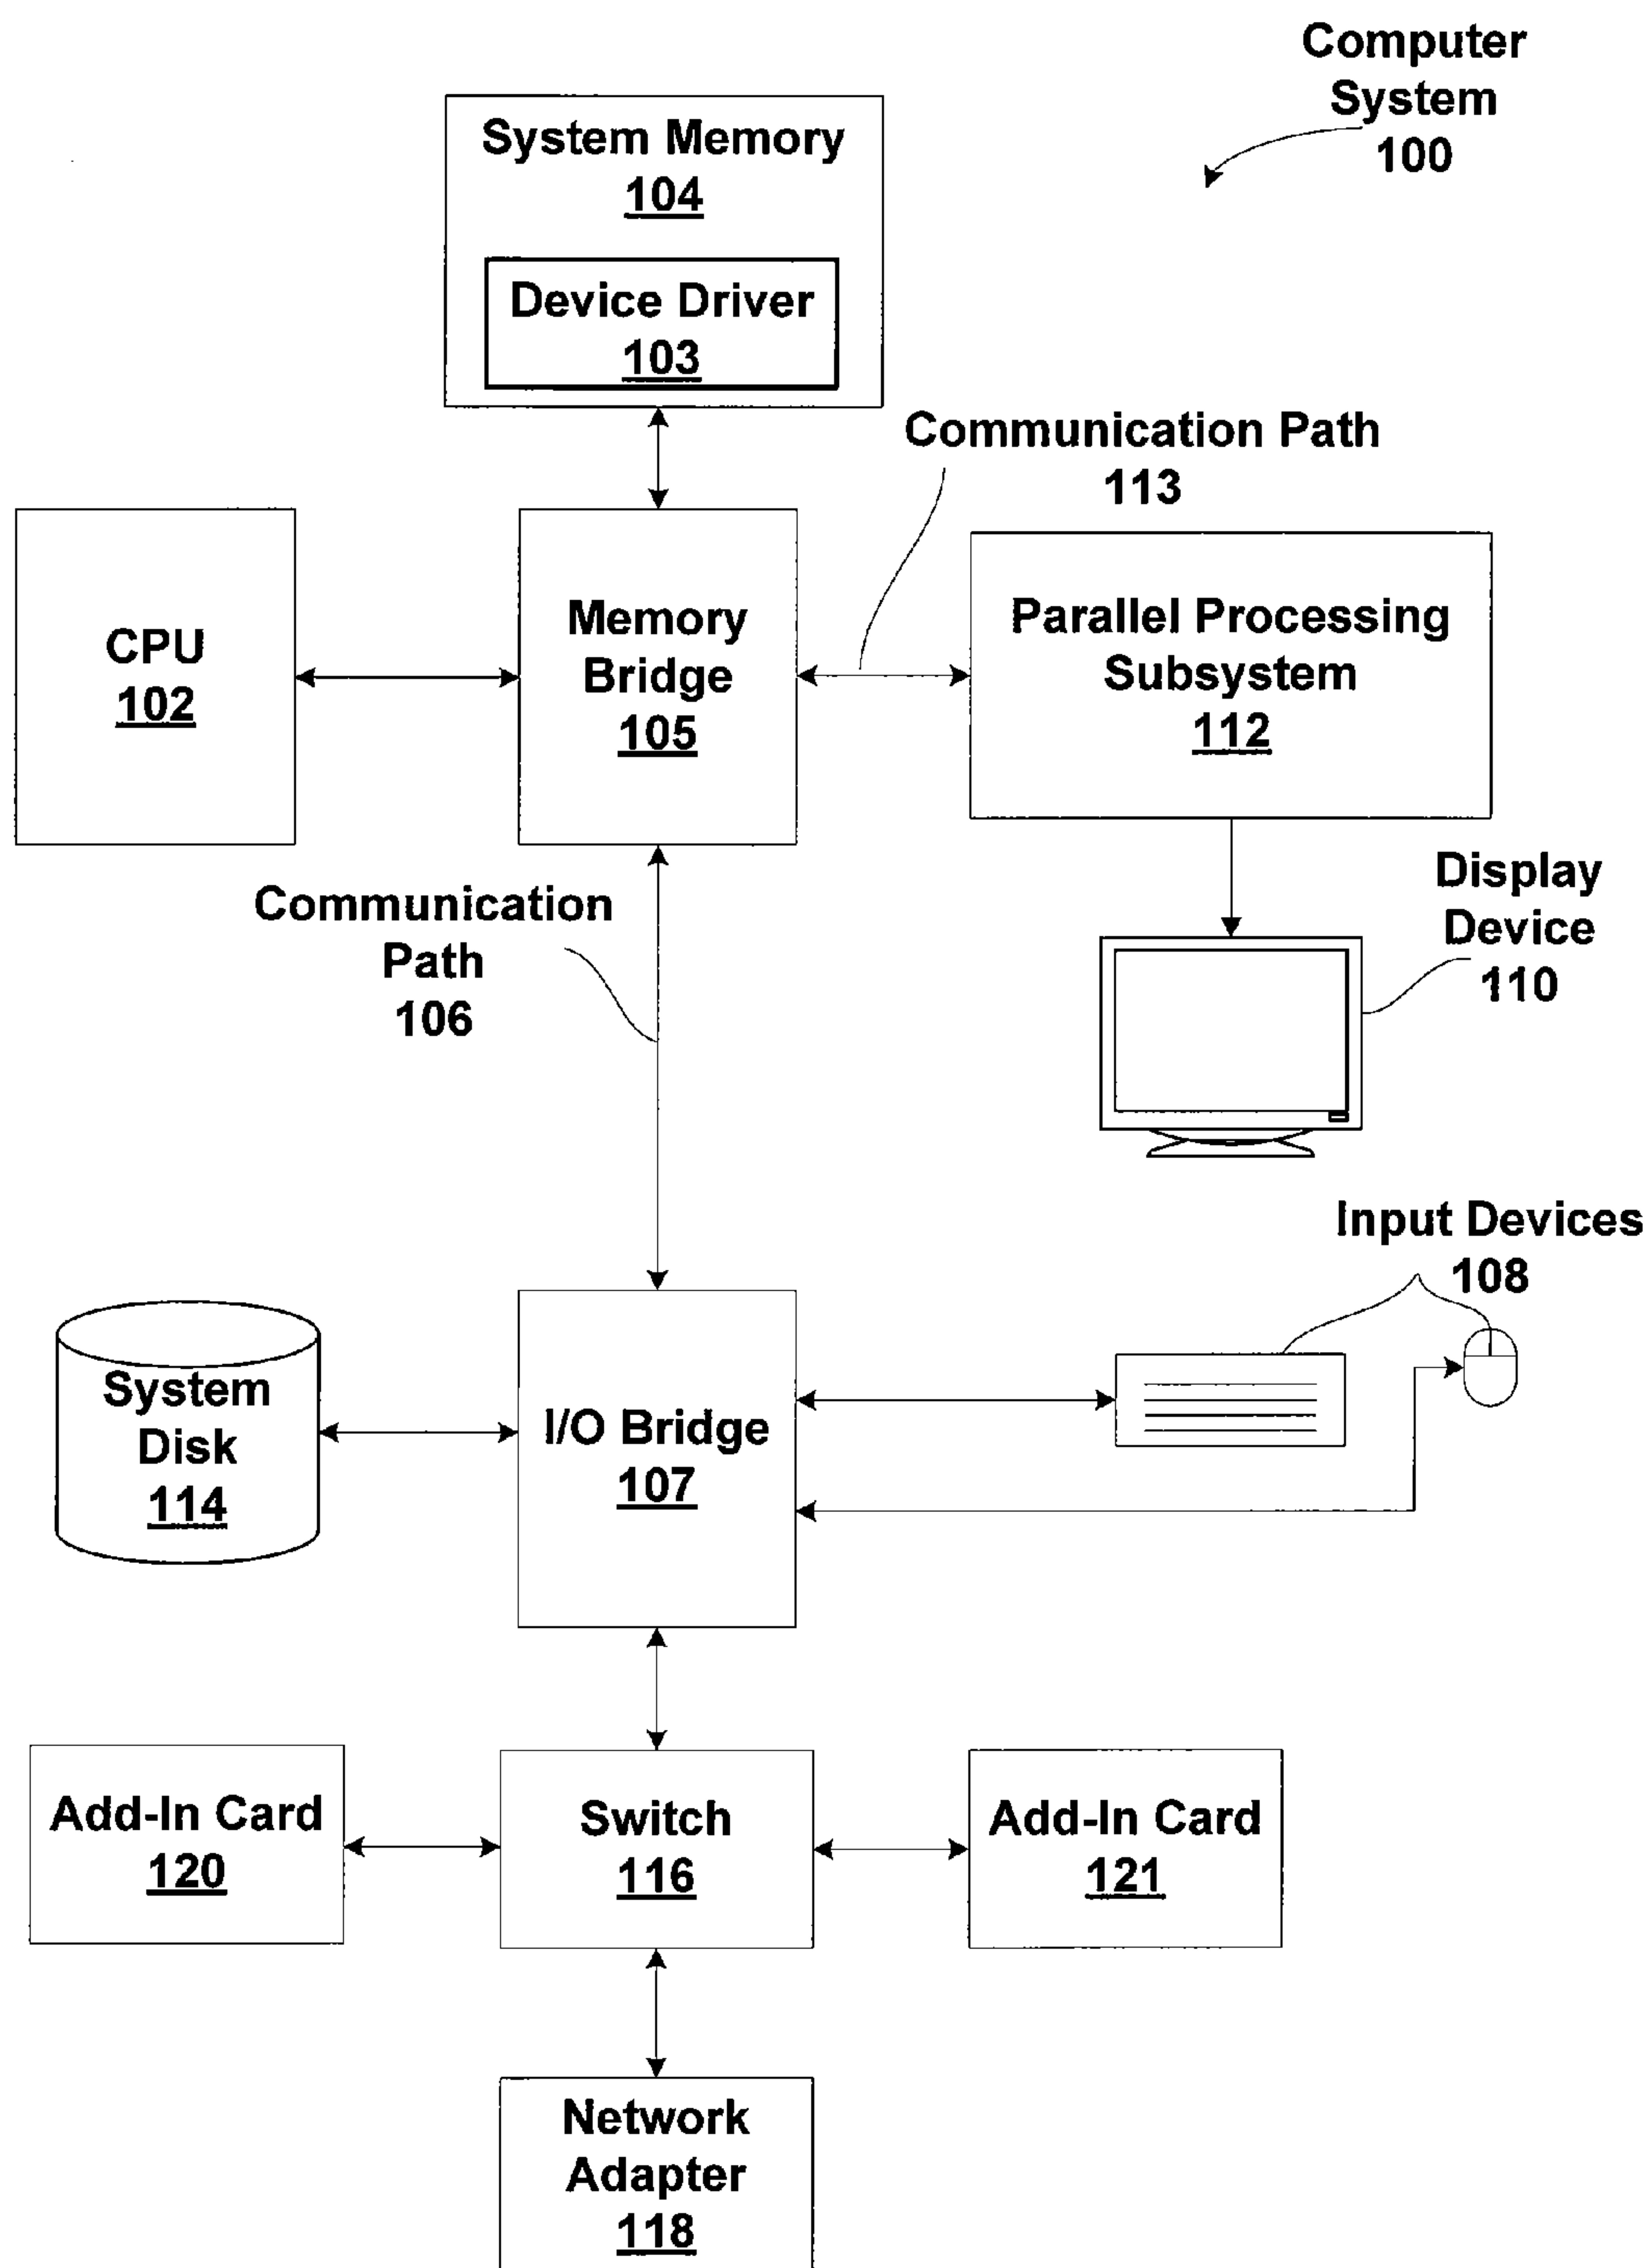 Computer
System
100
System Memory
104
Device Driver
103
Communication Path
113
CPU
102
Memory
Bridge
105
Parallel Processing
Subsystem
112
Communication
Path
106
Display
Device
110
Input Devices
108
System
Disk
114
I/O Bridge
107
Add-In Card
120
Switch
116
Add-In Card
121
Network
Adapter
118